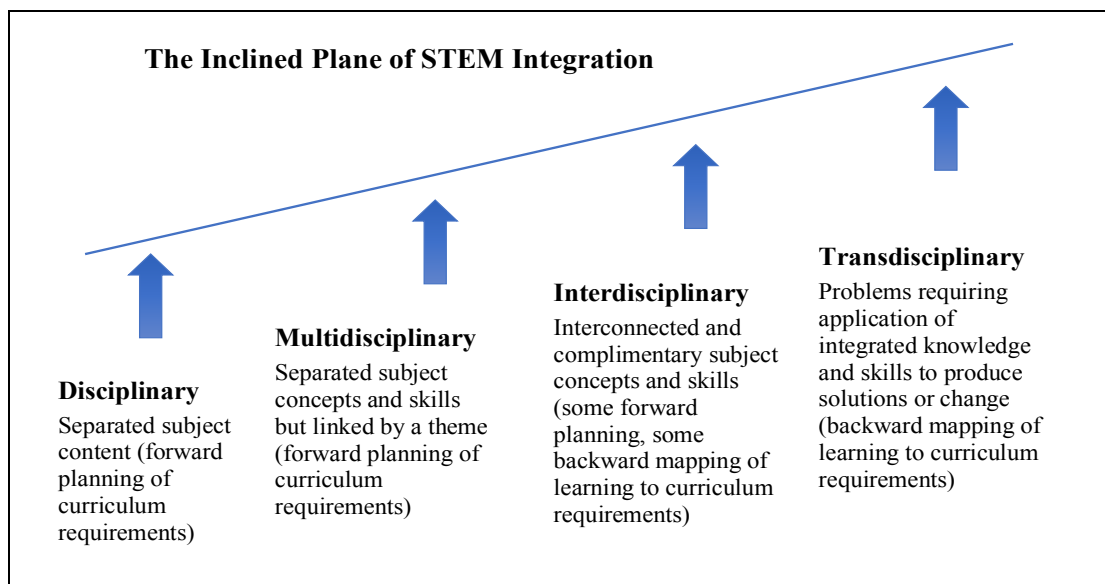 The Inclined Plane of STEM Integration
Disciplinary
Separated subject
content (forward
planning of
curriculum
requirements)
Multidisciplinary
Separated subject
concepts and skills
but linked by a theme
(forward planning of
curriculum
requirements)
Interdisciplinary
Interconnected and
complimentary subject
concepts and skills
(some forward
planning, some
backward mapping of
learning to curriculum
requirements)
Transdisciplinary
Problems requiring
application of
integrated knowledge
and skills to produce
solutions or change
(backward mapping of
learning to curriculum
requirements)